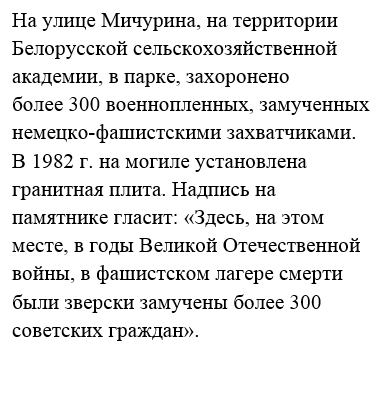 На улице Мичурина, на территории
Белорусской сельскохозяйственной
академии, в парке, захоронено
более 300 военнопленных, замученных
немецко-фашистскими захватчиками.
В 1982 г. на могиле установлена
гранитная плита. Надпись на
памятнике гласит: «Здесь, на этом
месте, в годы Великой Отечественной
войны, в фашистском лагере смерти
были зверски замучены более 300
советских граждан».